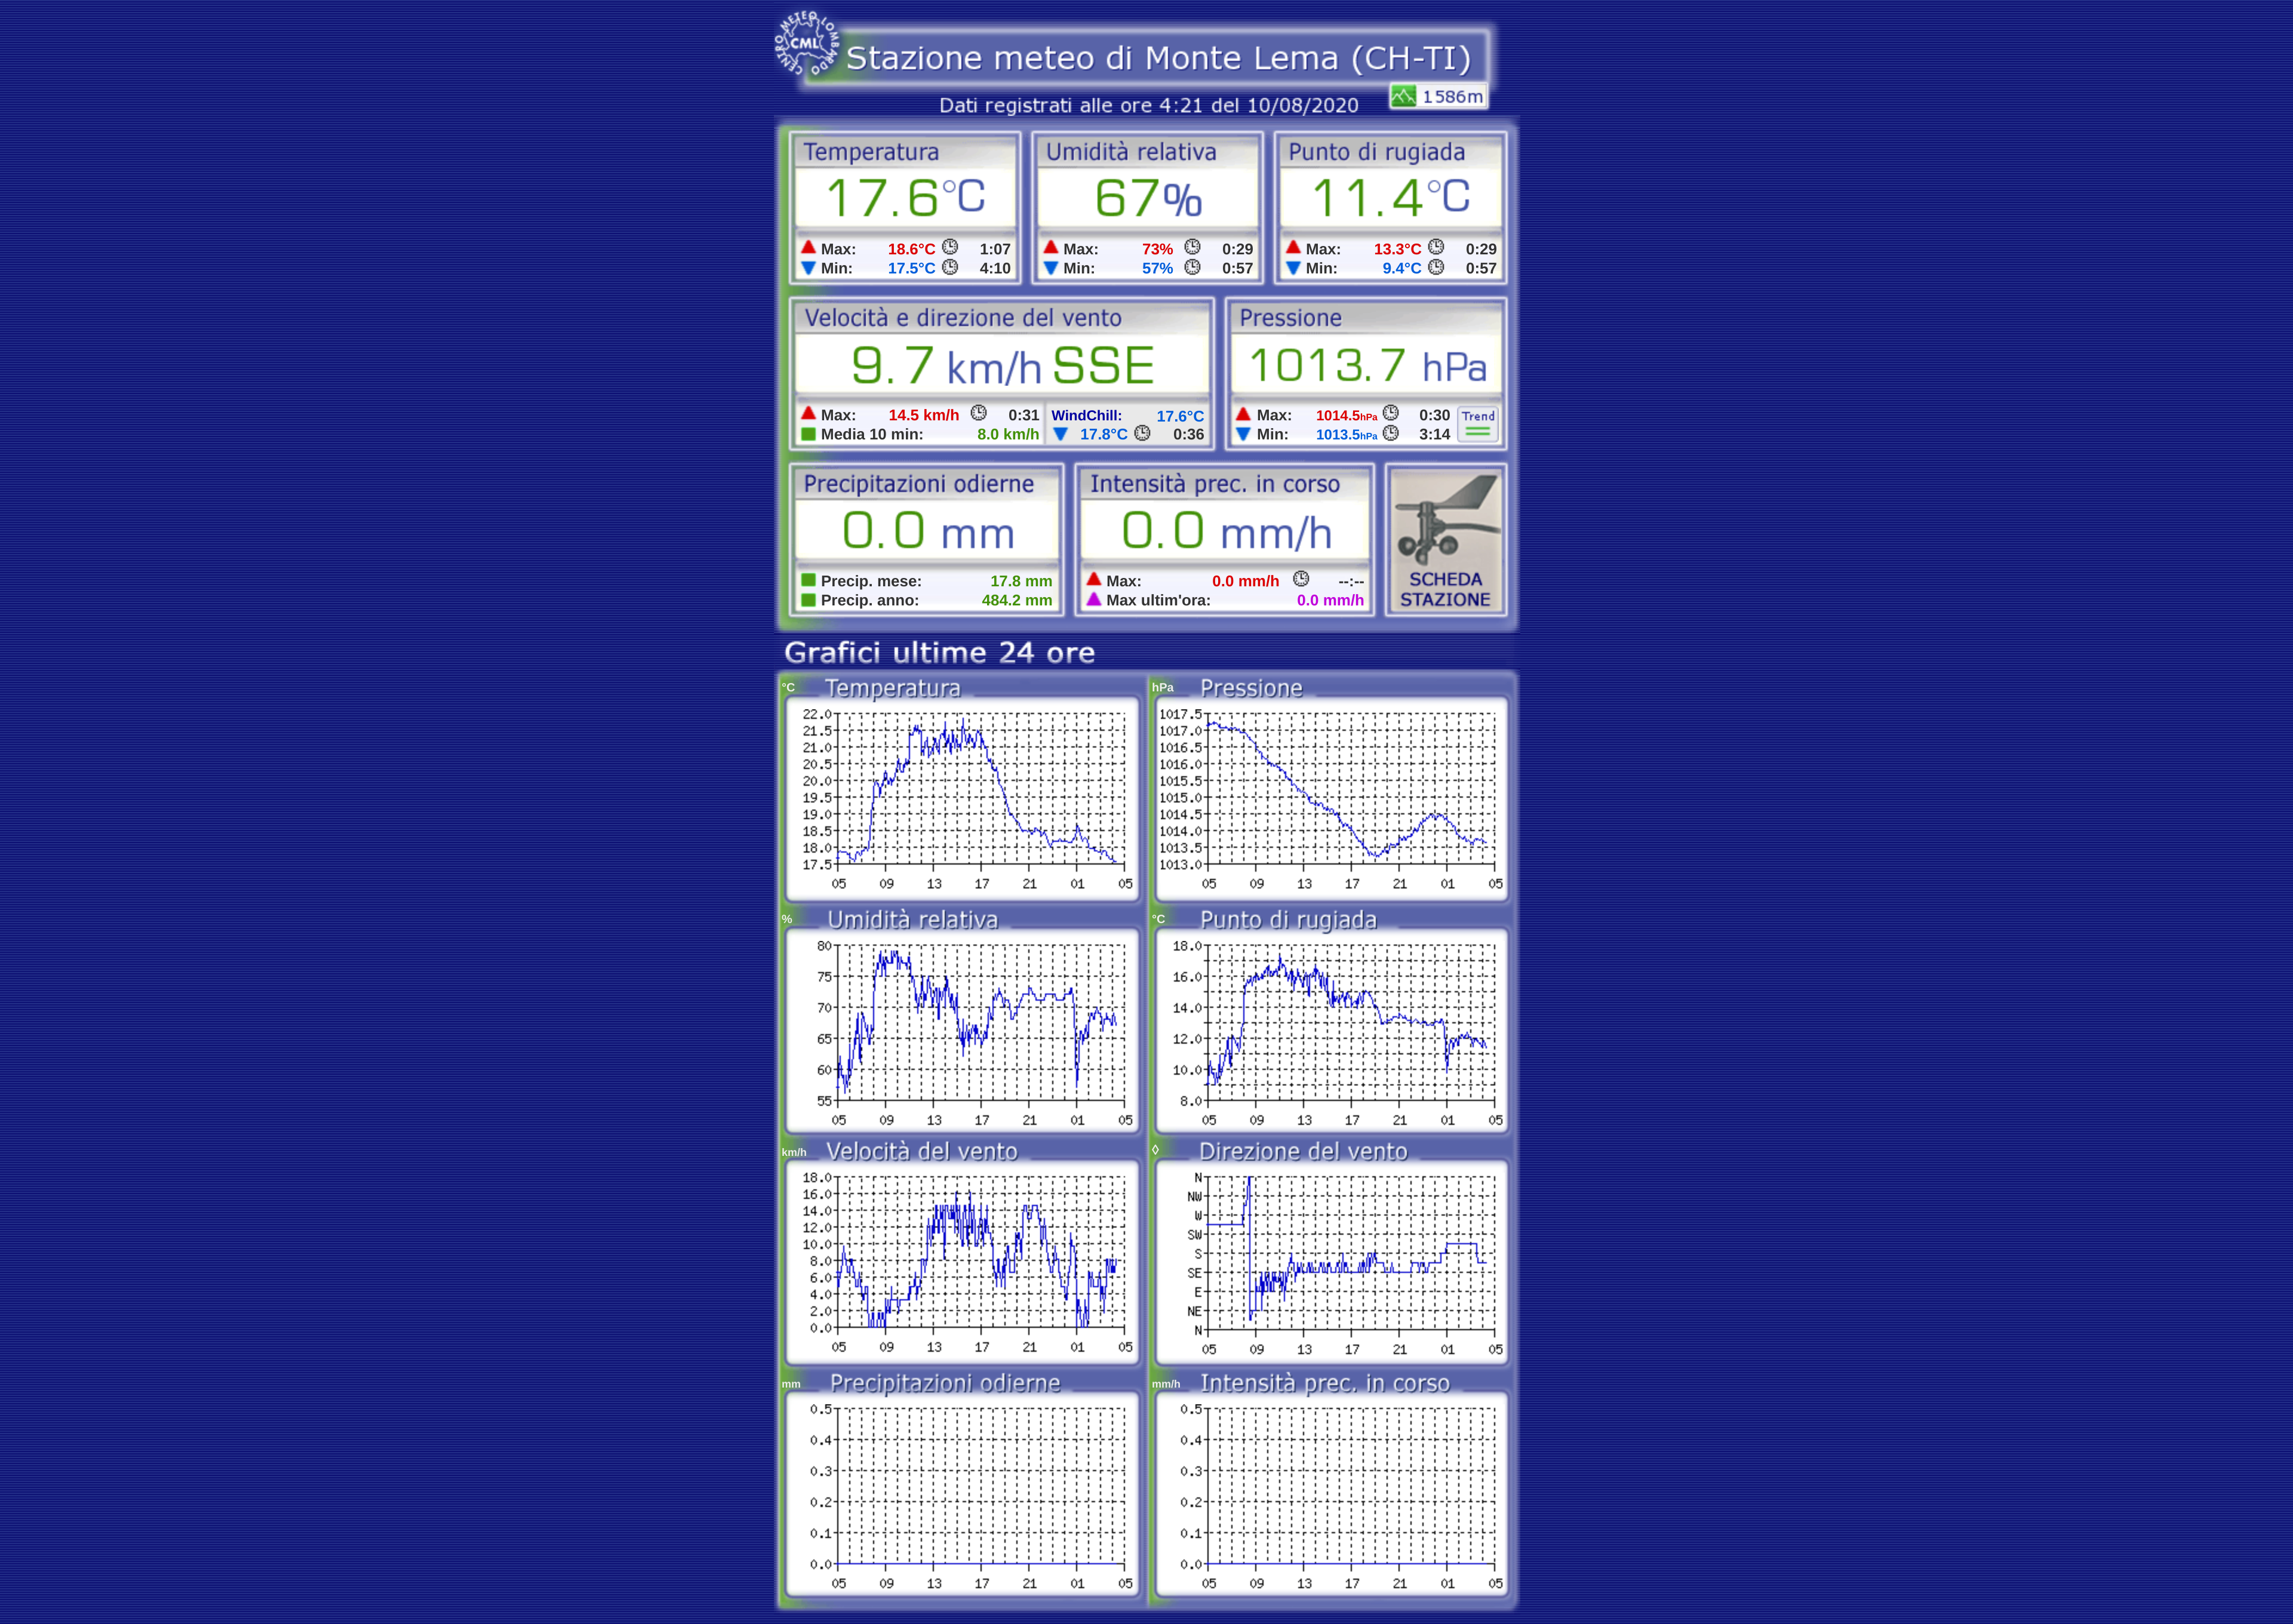 CENTRO METEO LOMBARDO
CML
Stazione meteo di Monte Lema (CH-TI)
1586m
Dati registrati alle ore 4:21 del 10/08/2020
Temperatura
17.6°C
Max: 18.6°C 1:07
Min: 17.5°C 4:10
Umidità relativa
67%
Max: 73% 0:29
Min: 57% 0:57
Punto di rugiada
11.4°C
Max: 13.3°C 0:29
Min: 9.4°C 0:57
Velocità e direzione del vento
9.7 km/h SSE
Max: 14.5 km/h 0:31
Media 10 min: 8.0 km/h
WindChill: 17.6°C
17.8°C 0:36
Pressione
1013.7 hPa
Max: 1014.5hPa 0:30
Min: 1013.5hPa 3:14
Trend
Precipitazioni odierne
0.0 mm
Precip. mese: 17.8 mm
Precip. anno: 484.2 mm
Intensità prec. in corso
0.0 mm/h
Max: 0.0 mm/h --:--
Max ultim'ora: 0.0 mm/h
SCHEDA
STAZIONE
Grafici ultime 24 ore
°C Temperatura
22.0
21.5
21.0
20.5
20.0
19.5
19.0
18.5
18.0
17.5
05 09 13 17 21 01 05
hPa Pressione
1017.5
1017.0
1016.5
1016.0
1015.5
1015.0
1014.5
1014.0
1013.5
1013.0
05 09 13 17 21 01 05
% Umidità relativa
80
75
70
65
60
55
05 09 13 17 21 01 05
°C Punto di rugiada
18.0
16.0
14.0
12.0
10.0
8.0
05 09 13 17 21 01 05
km/h Velocità del vento
18.0
16.0
14.0
12.0
10.0
8.0
6.0
4.0
2.0
0.0
05 09 13 17 21 01 05
◊ Direzione del vento
N
NW
W
SW
S
SE
E
NE
N
05 09 13 17 21 01 05
mm Precipitazioni odierne
0.5
0.4
0.3
0.2
0.1
0.0
05 09 13 17 21 01 05
mm/h Intensità prec. in corso
0.5
0.4
0.3
0.2
0.1
0.0
05 09 13 17 21 01 05